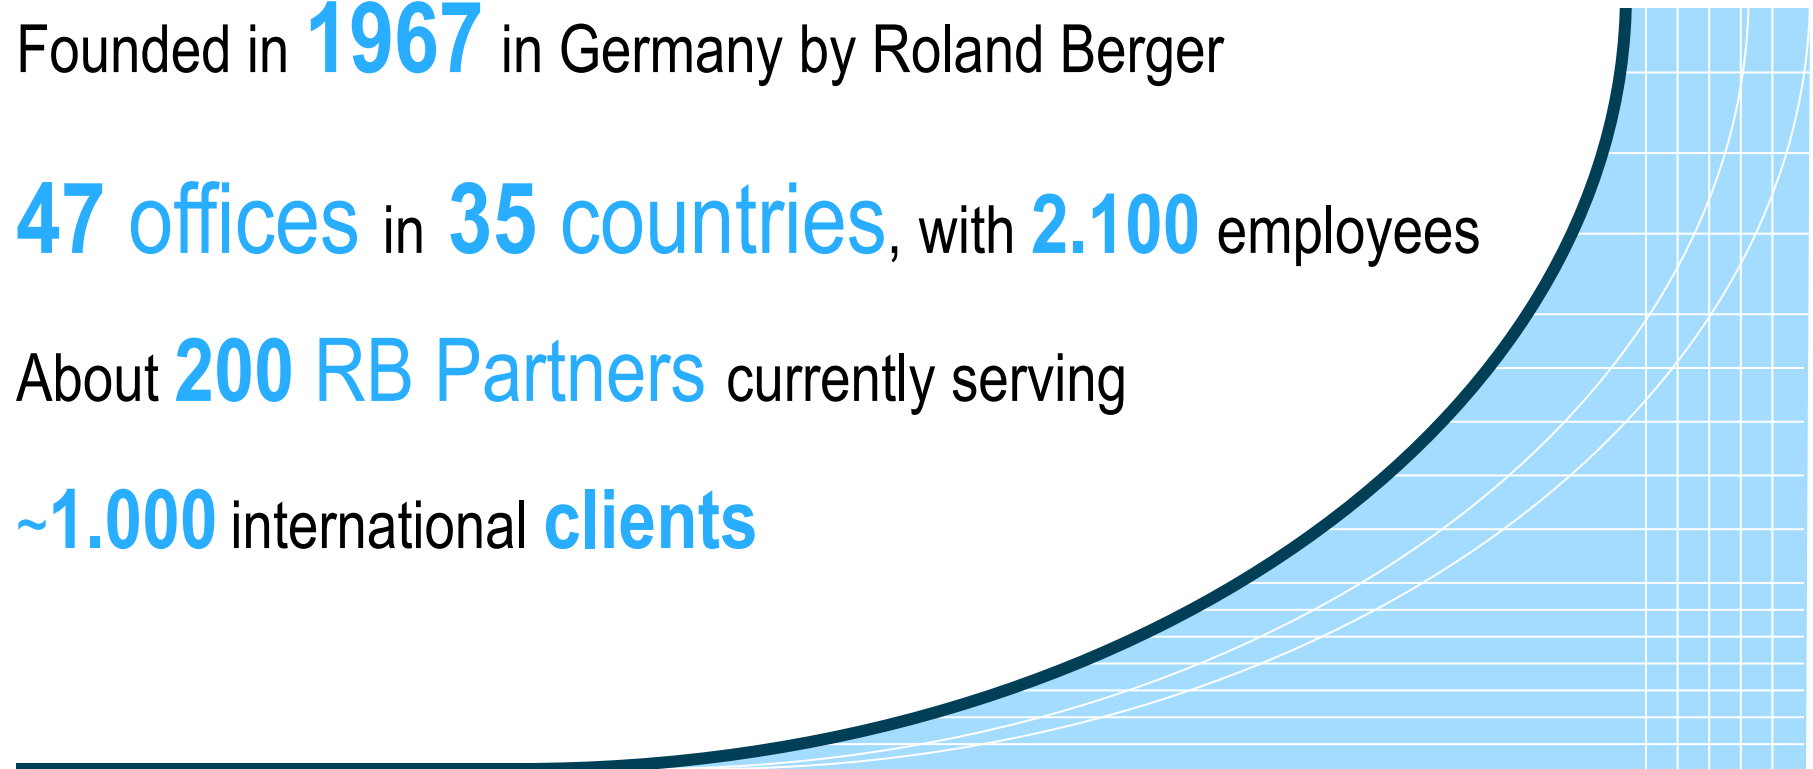 Founded in 1967 in Germany by Roland Berger
47 offices in 35 countries, with 2.100 employees
About 200 RB Partners currently serving
~1.000 international clients